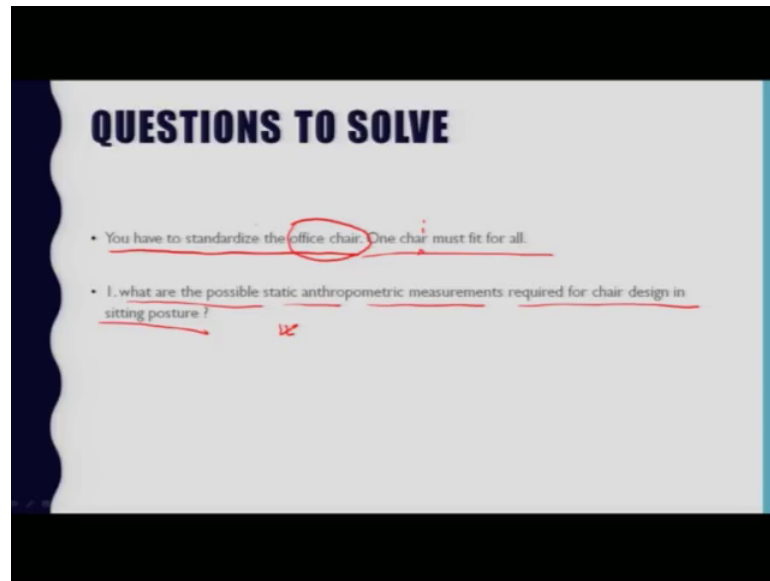 QUESTIONS TO SOLVE
• You have to standardize the office chair. One char must fit for all.
• 1. what are the possible static anthropometric measurements required for chair design in
sitting posture ?